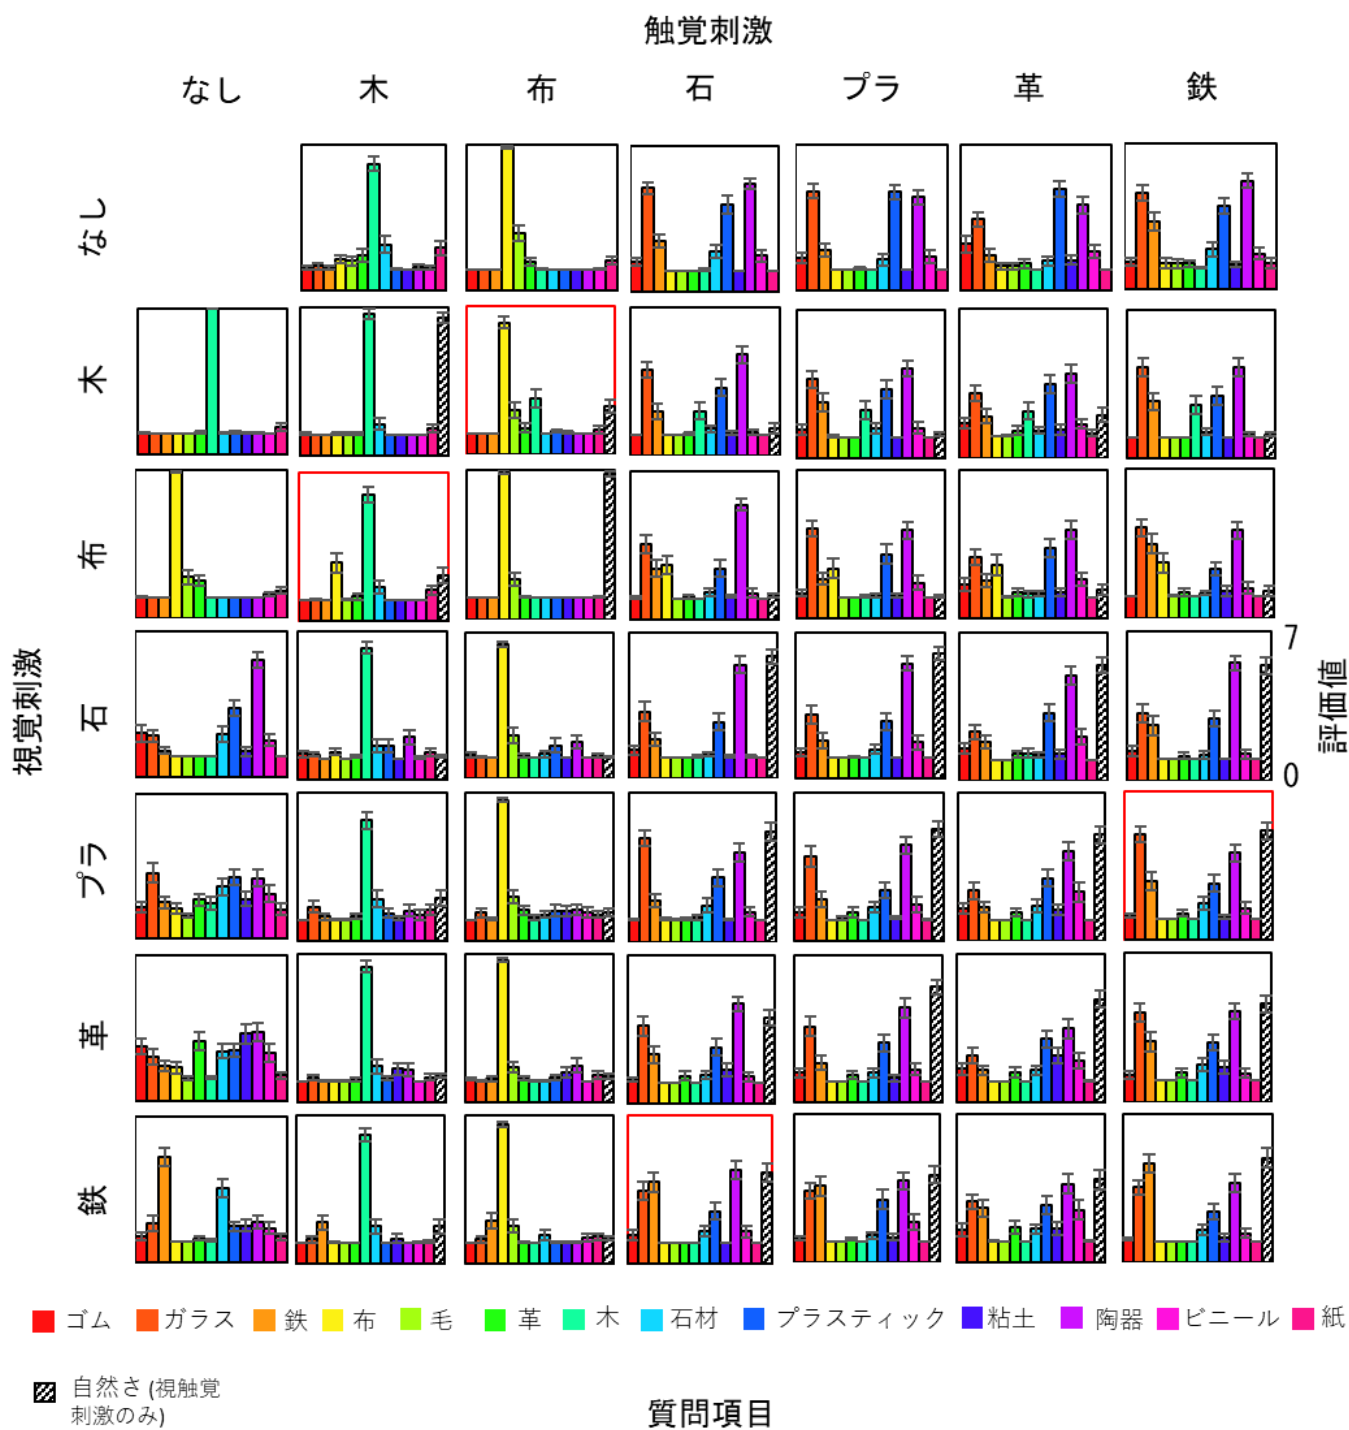 触覚刺激
なし 木 布 石 プラ 革 鉄
視覚刺激
なし
木
布
石
プラ
革
鉄
7
0
評価値
ゴム ガラス 鉄 布 毛 革 木 石材 プラスティック 粘土 陶器 ビニール 紙
自然さ (視触覚
刺激のみ)
質問項目